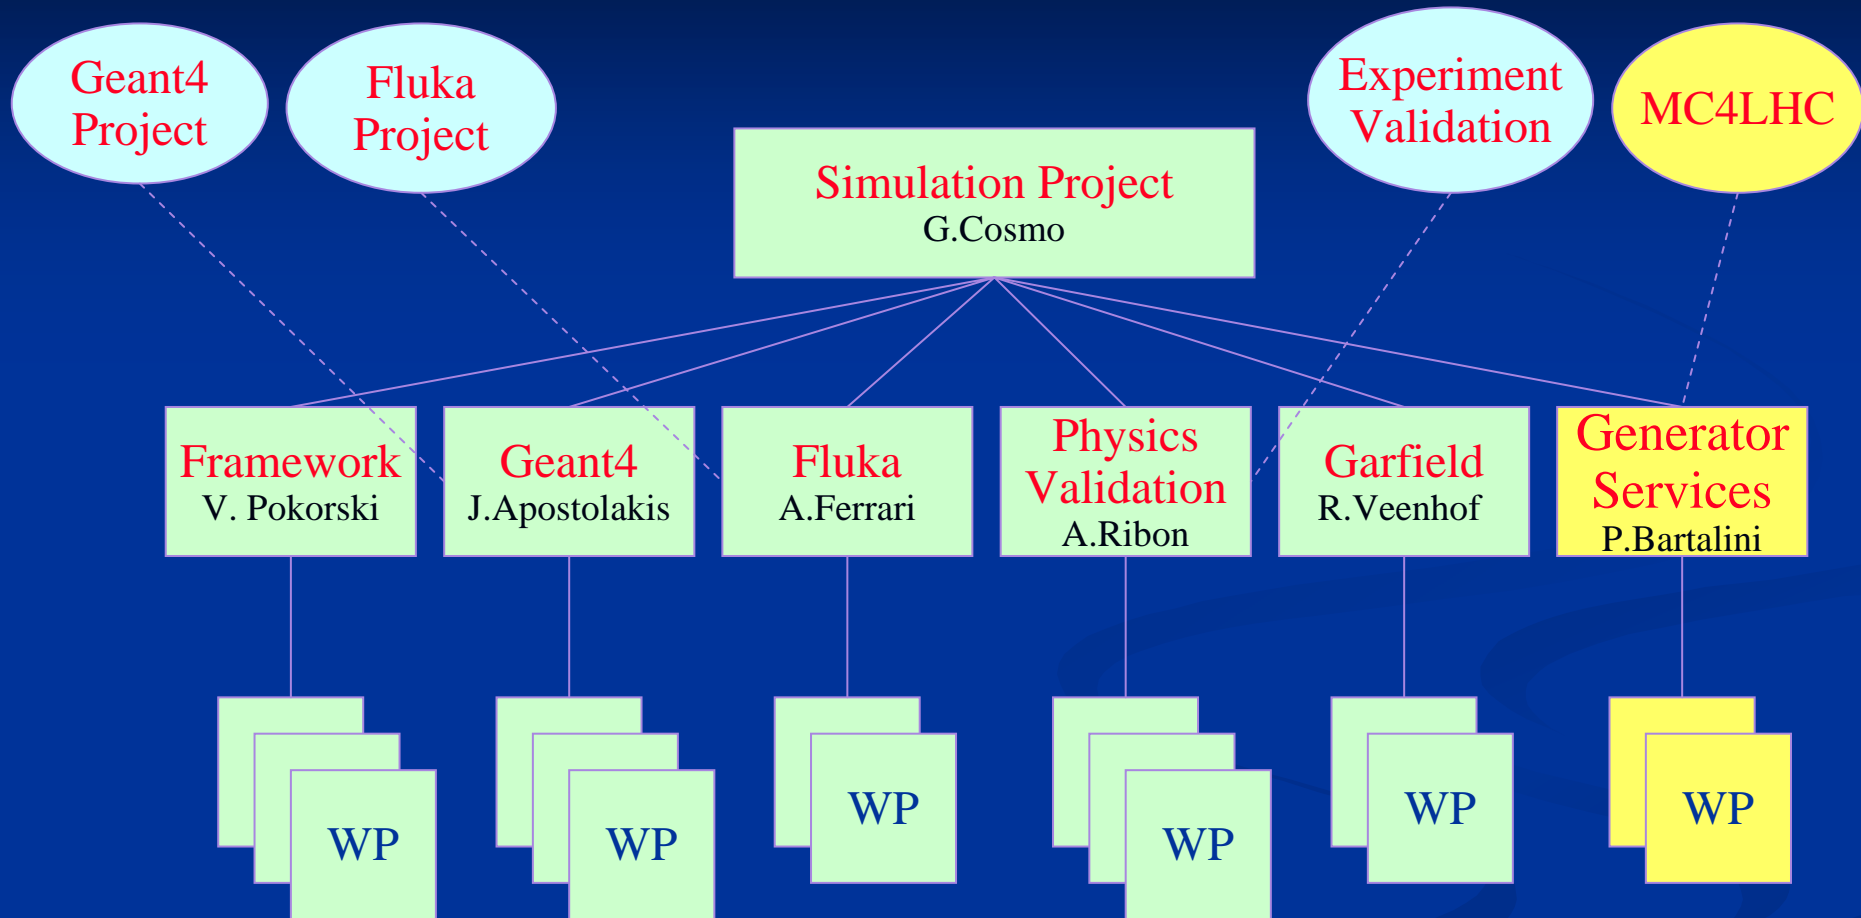 Geant4
Project
Fluka
Project
Experiment
Validation
MC4LHC
Simulation Project
G.Cosmo
Framework
V. Pokorski
Geant4
J.Apostolakis
Fluka
A.Ferrari
Physics
Validation
A.Ribon
Garfield
R.Veenhof
Generator
Services
P.Bartalini
WP
WP
WP
WP
WP
WP